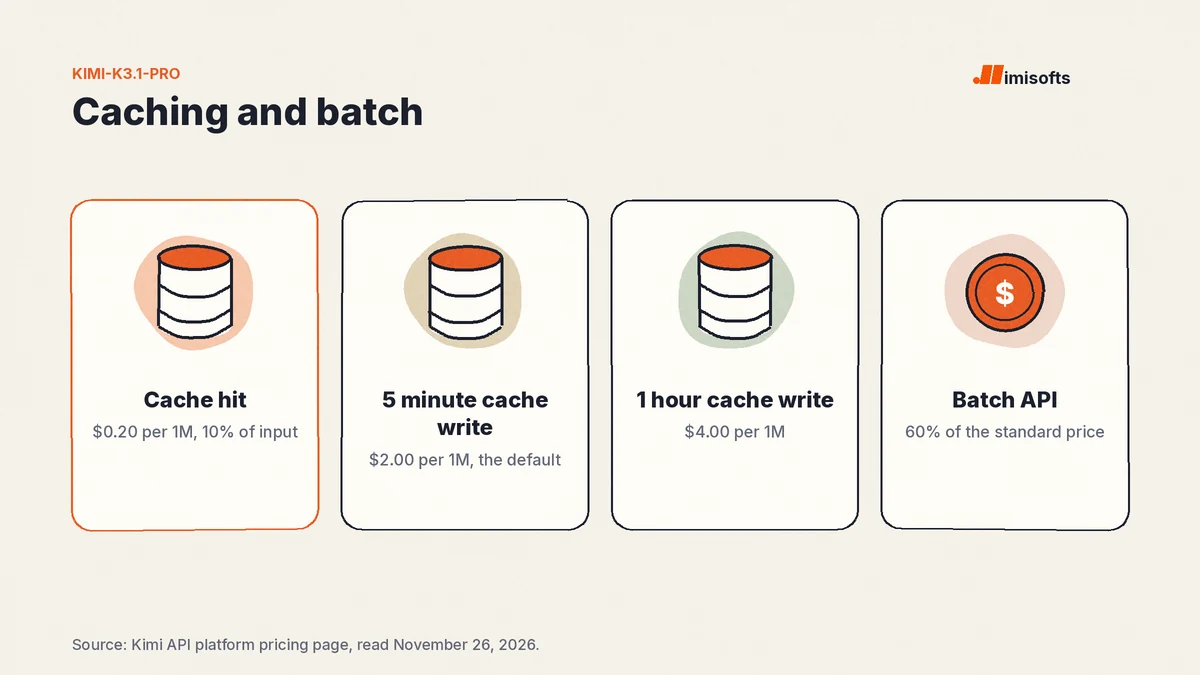 KIMI-K3.1-PRO
imisofts
Caching and batch
$
Cache hit
$0.20 per 1M, 10% of input
5 minute cache
write
$2.00 per 1M, the default
1 hour cache write
$4.00 per 1M
Batch API
60% of the standard price
Source: Kimi API platform pricing page, read November 26, 2026.